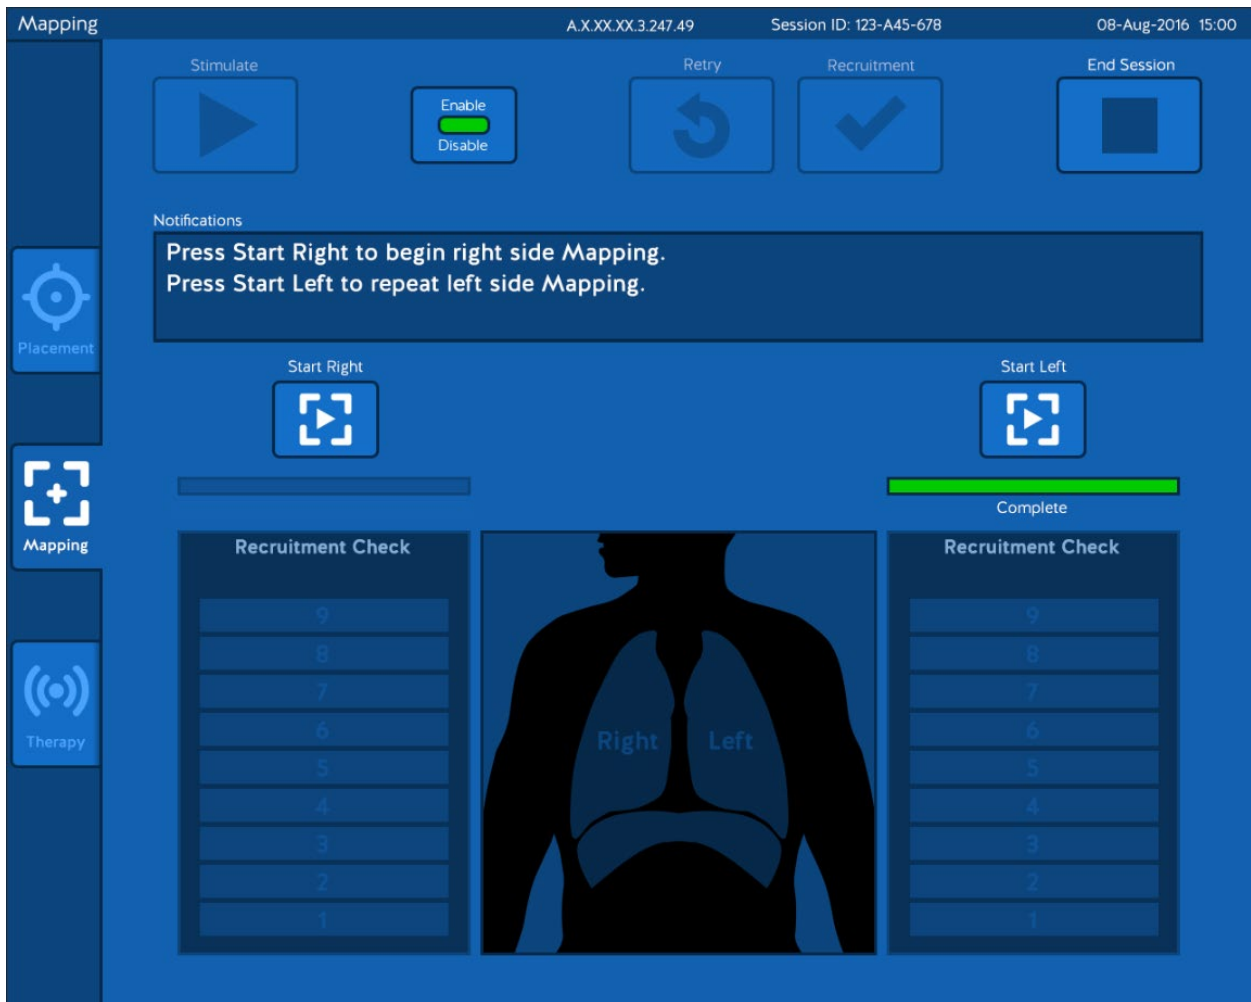 Mapping
A.X.XX.XX.3.247.49
Session ID: 123-A45-678
08-Aug-2016 15:00
Stimulate
Enable
Disable
Retry
Recruitment
End Session
Notifications
Press Start Right to begin right side Mapping.
Press Start Left to repeat left side Mapping.
Placement
Mapping
Therapy
Start Right
Start Left
Complete
Recruitment Check
9
8
7
6
5
4
3
2
1
Right Left
Recruitment Check
9
8
7
6
5
4
3
2
1